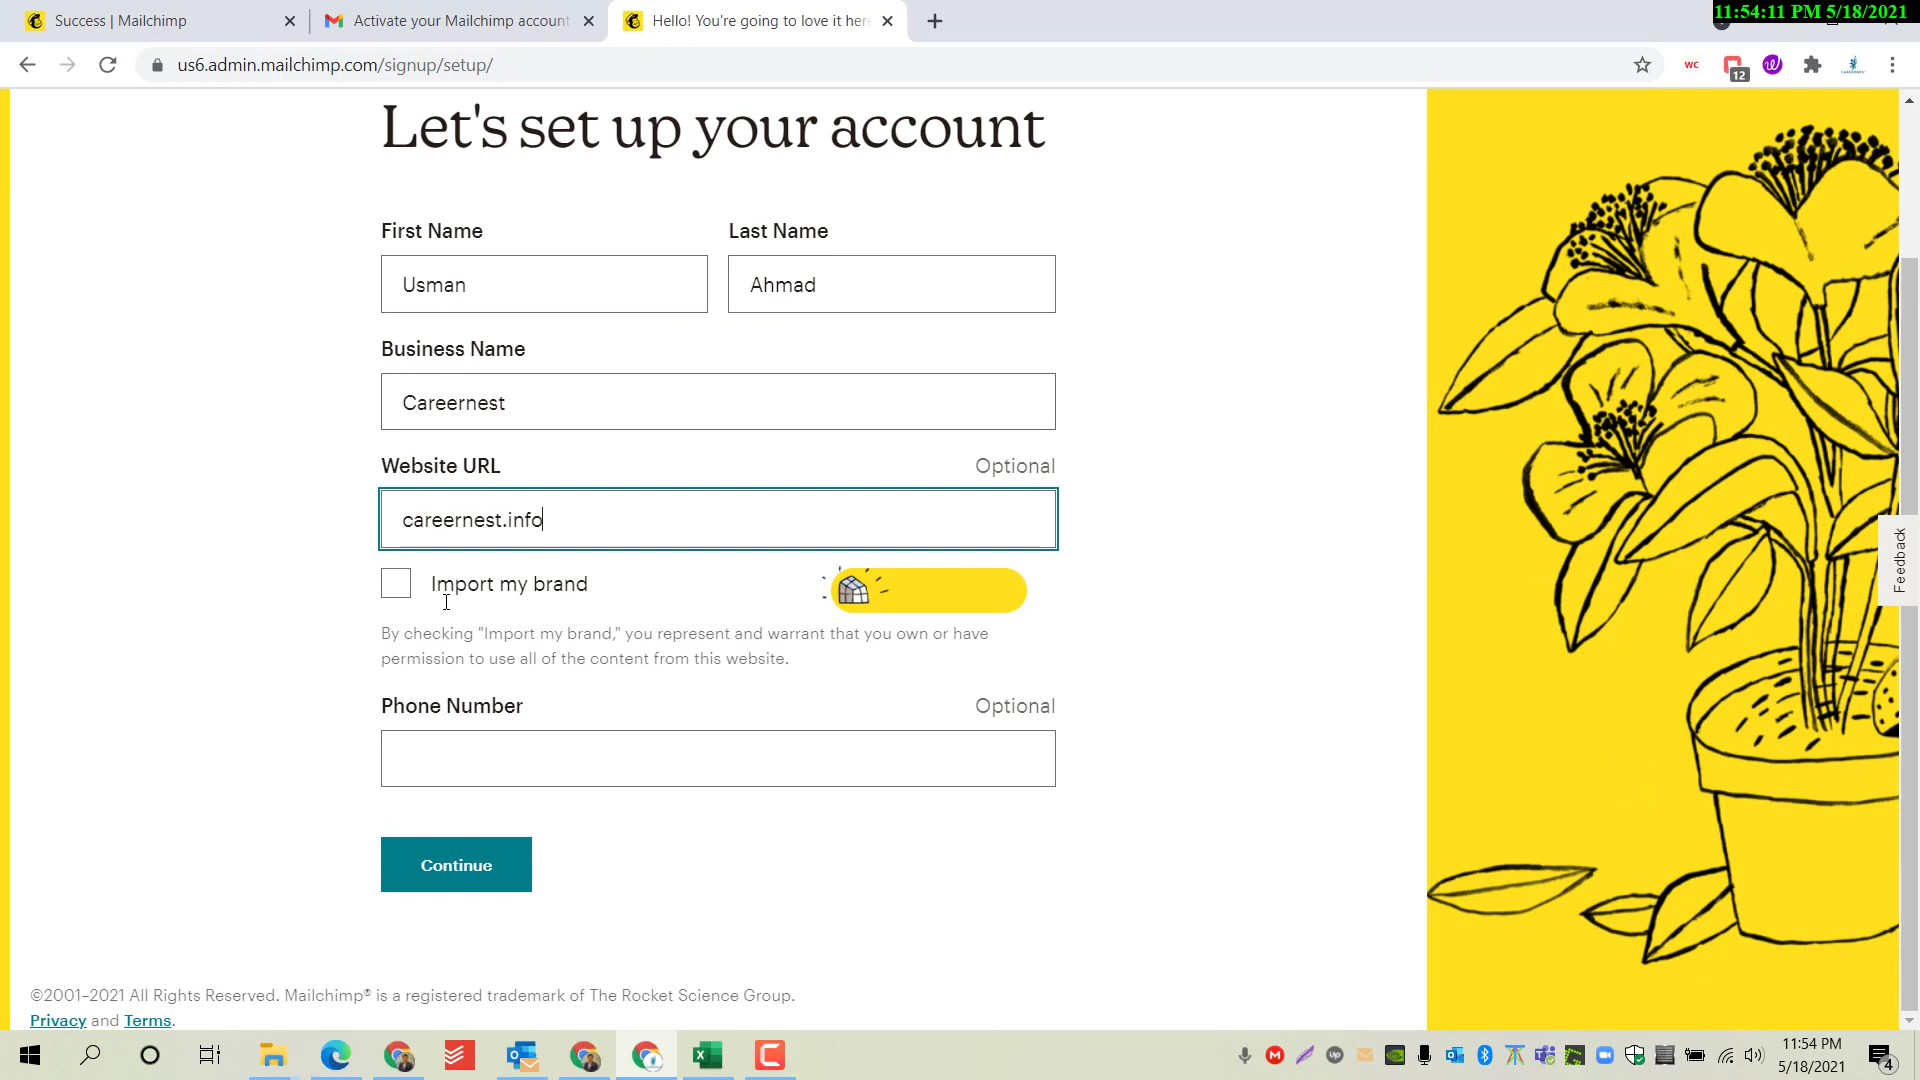 Success | Mailchimp
Activate your Mailchimp account
Hello! You're going to love it here
11:54:11 PM 5/18/2021
us6.admin.mailchimp.com/signup/setup/
WC
12
Let's set up your account
First Name
Last Name
Usman
Ahmad
Business Name
Careernest
Website URL
Optional
careernest.info
Import my brand
By checking "Import my brand," you represent and warrant that you own or have
permission to use all of the content from this website.
Phone Number
Optional
Continue
Feedback
©2001–2021 All Rights Reserved. Mailchimp® is a registered trademark of The Rocket Science Group.
Privacy and Terms.
11:54 PM
5/18/2021
4